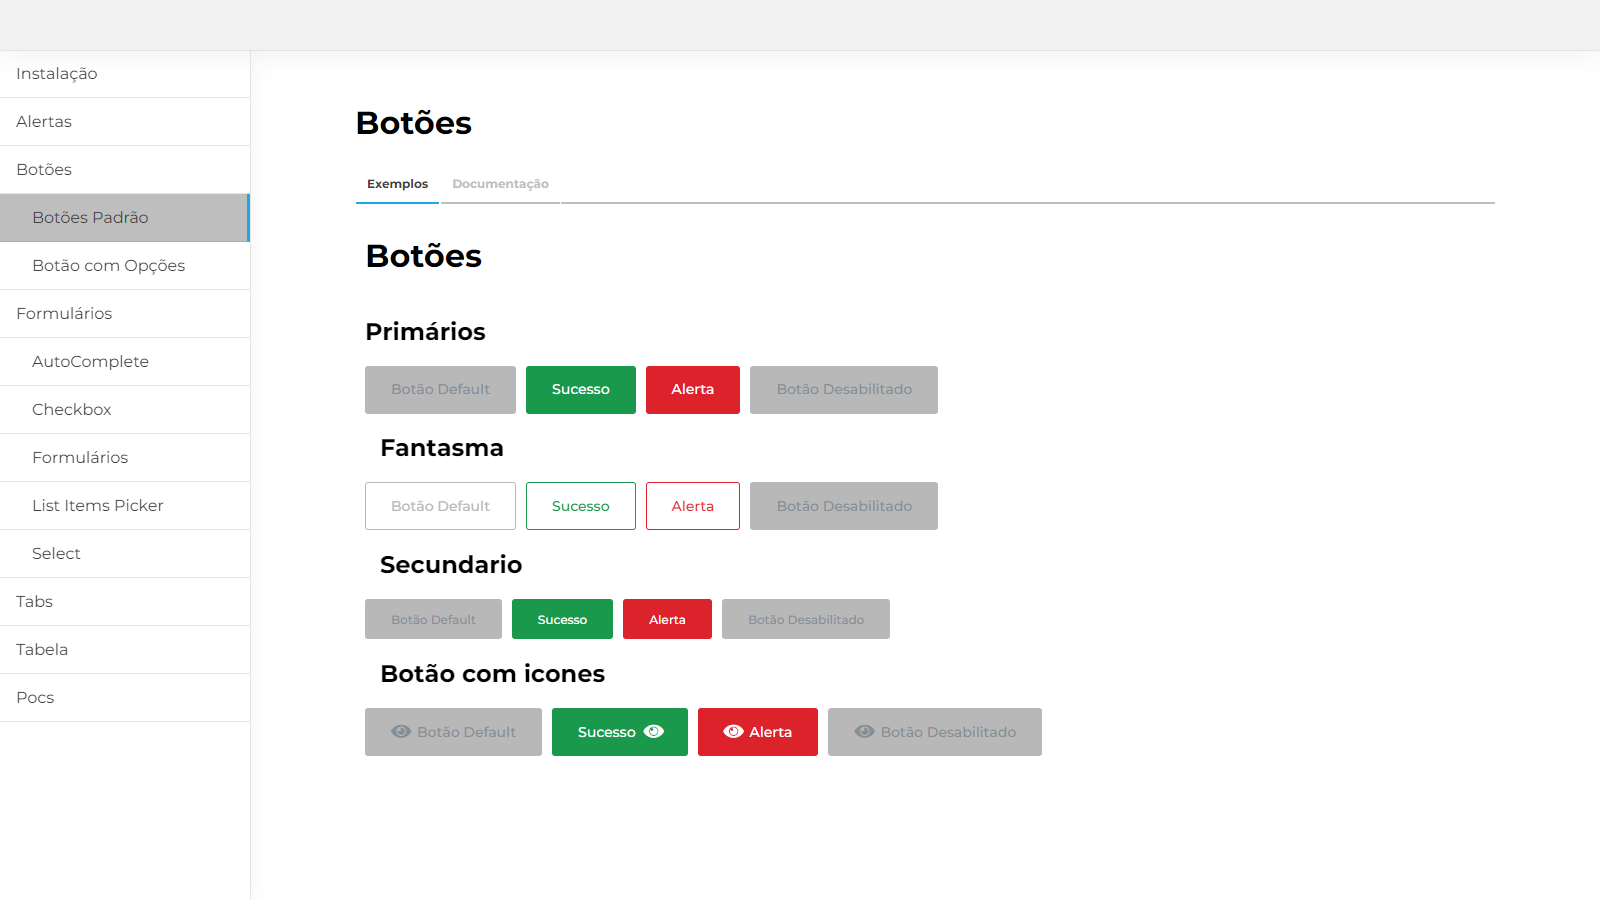 Instalação
Alertas
Botões
Botões Padrão
Botão com Opções
Formulários
AutoComplete
Checkbox
Formulários
List Items Picker
Select
Tabs
Tabela
Pocs
Botões
Exemplos Documentação
Botões
Primários
Botão Default Sucesso Alerta Botão Desabilitado
Fantasma
Botão Default Sucesso Alerta Botão Desabilitado
Secundario
Botão Default Sucesso Alerta Botão Desabilitado
Botão com icones
Botão Default Sucesso Alerta Botão Desabilitado